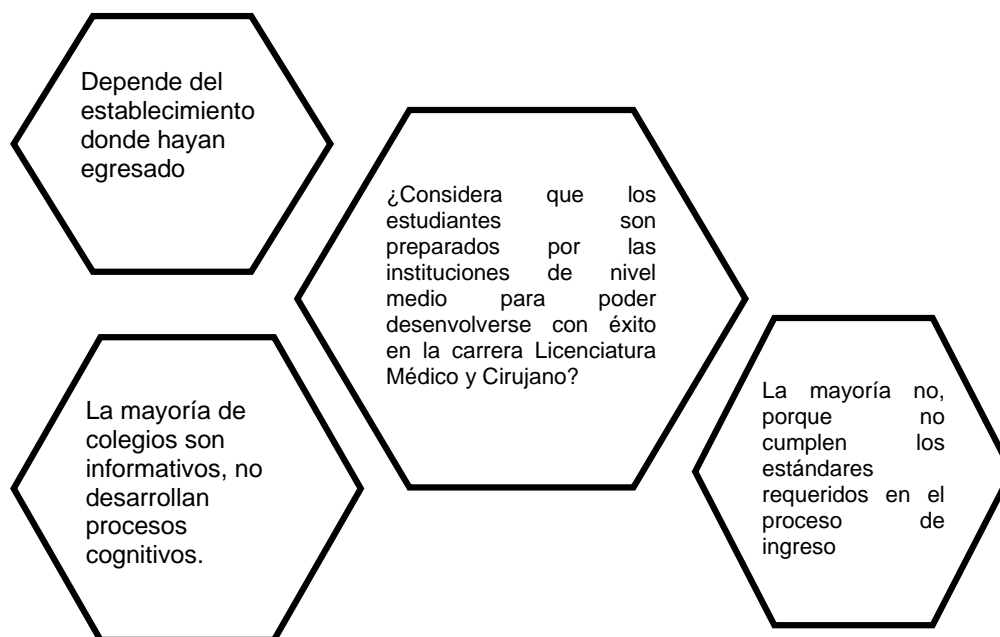 Depende del
establecimiento
donde hayan
egresado
¿Considera que los
estudiantes son
preparados por las
instituciones de nivel
medio para poder
desenvolverse con éxito
en la carrera Licenciatura
Médico y Cirujano?
La mayoría de
colegios son
informativos, no
desarrollan
procesos
cognitivos.
La mayoría no,
porque no
cumplen los
estándares
requeridos en el
proceso de
ingreso